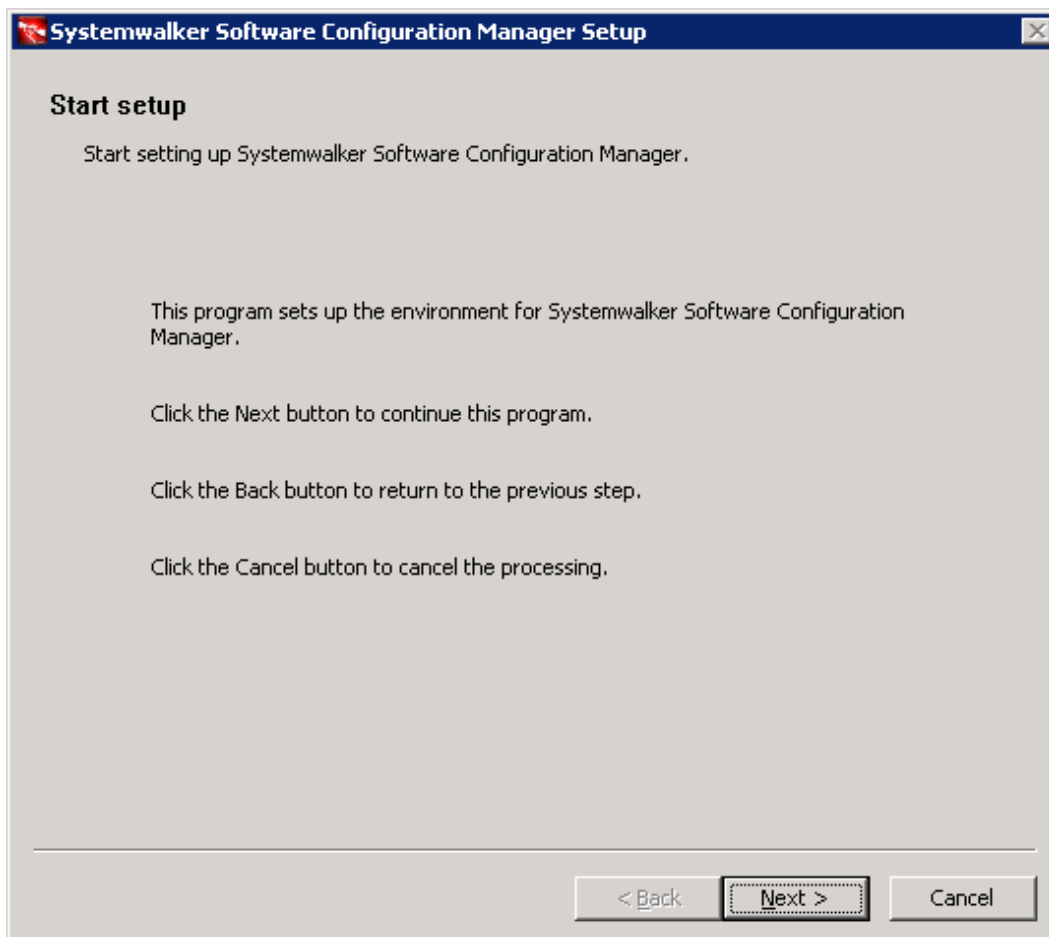 Systemwalker Software Configuration Manager Setup
Start setup
Start setting up Systemwalker Software Configuration Manager.
This program sets up the environment for Systemwalker Software Configuration
Manager.
Click the Next button to continue this program.
Click the Back button to return to the previous step.
Click the Cancel button to cancel the processing.
< Back Next > Cancel